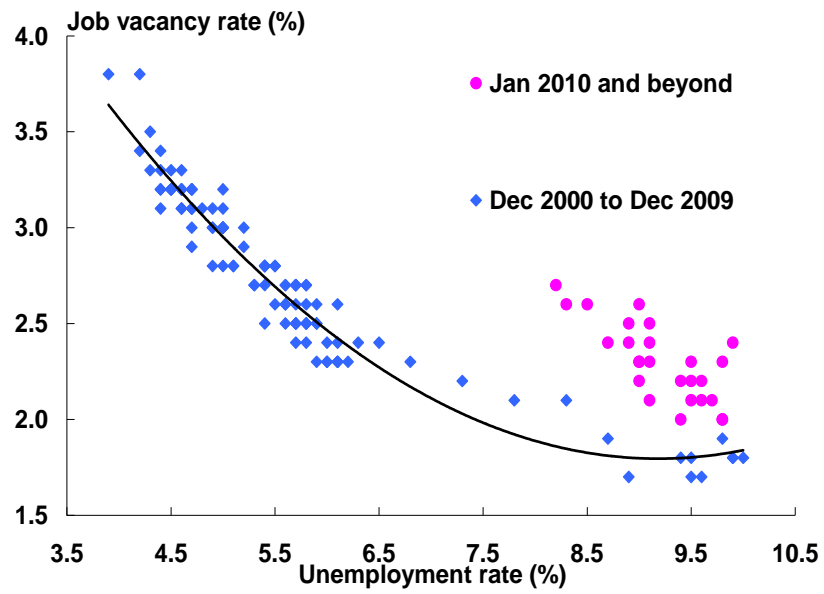 Job vacancy rate (%)
4.0
3.5
3.0
2.5
2.0
1.5
Jan 2010 and beyond
Dec 2000 to Dec 2009
3.5 4.5 5.5 6.5 7.5 8.5 9.5 10.5
Unemployment rate (%)